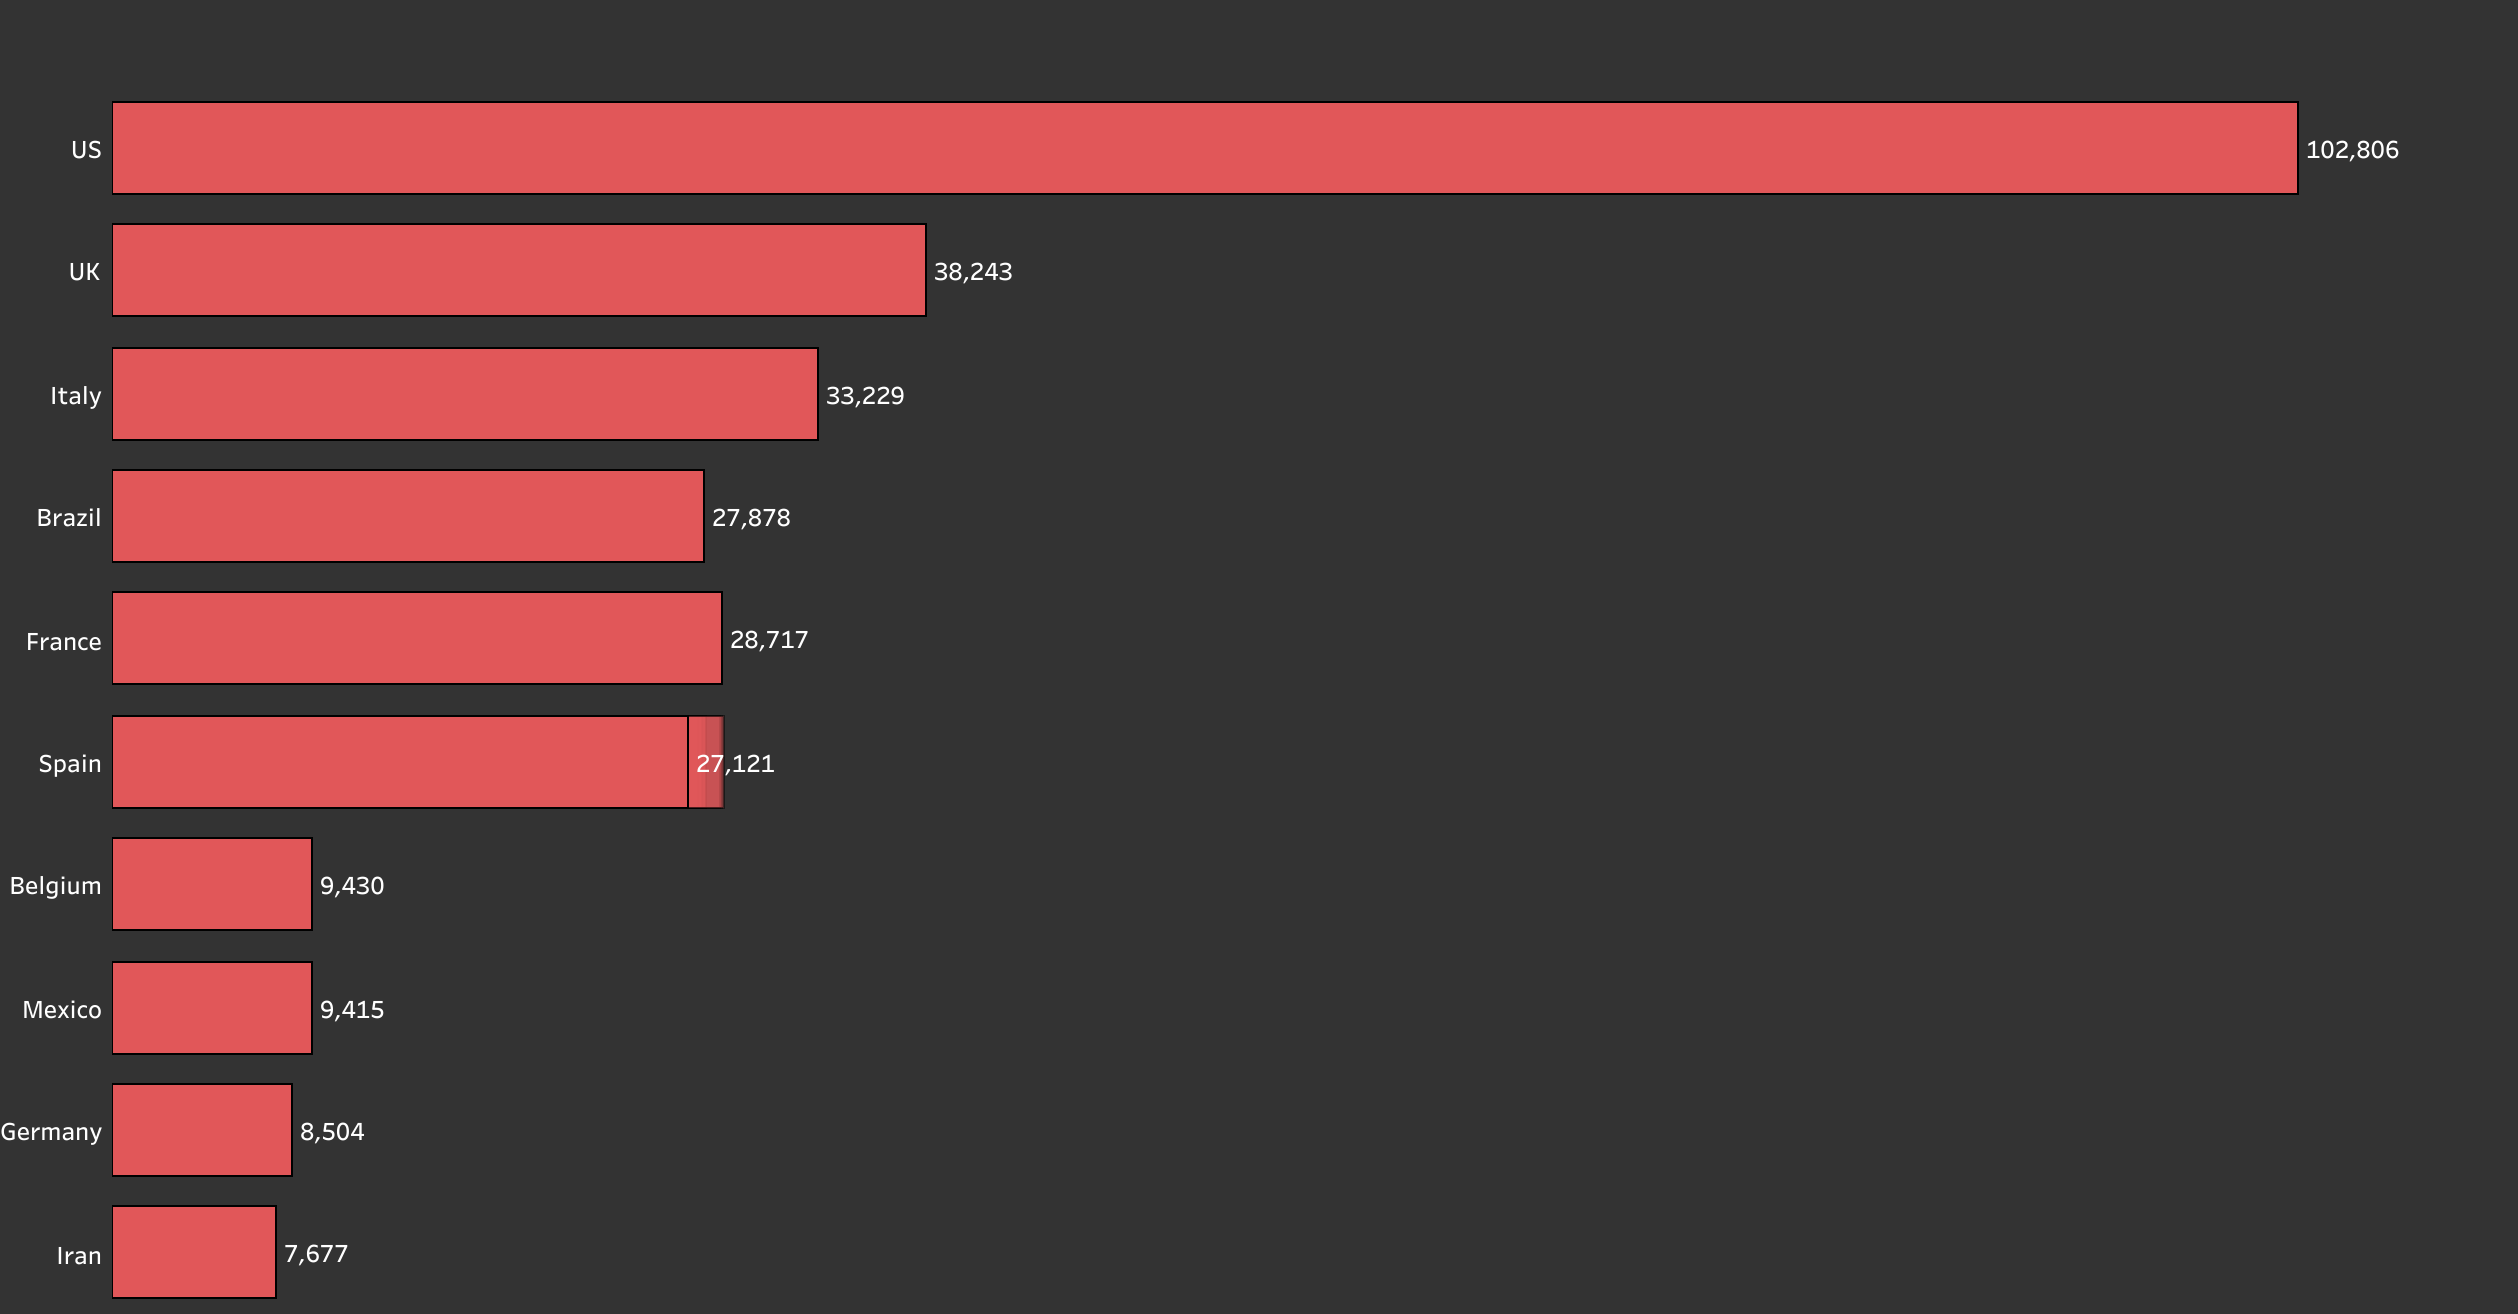 US 102,806
UK 38,243
Italy 33,229
Brazil 27,878
France 28,717
Spain 27,121
Belgium 9,430
Mexico 9,415
Germany 8,504
Iran 7,677